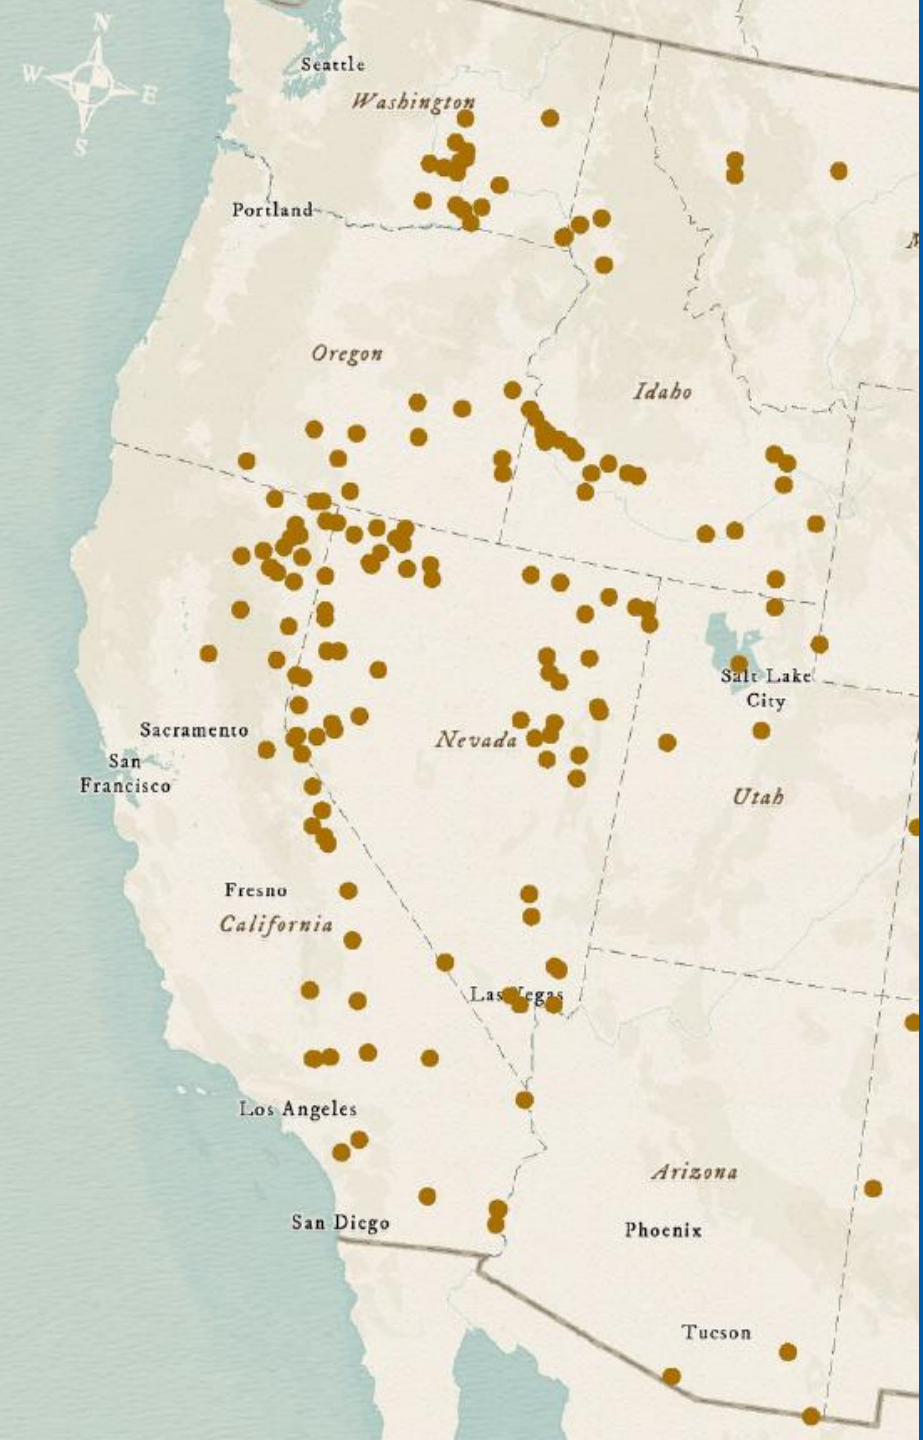 N
W
E
S
Seattle
Washington
Portland
Oregon
Idaho
Salt Lake
City
Sacramento
Nevada
San
Francisco
Utah
Fresno
California
Las Vegas
Los Angeles
Arizona
San Diego
Phoenix
Tucson